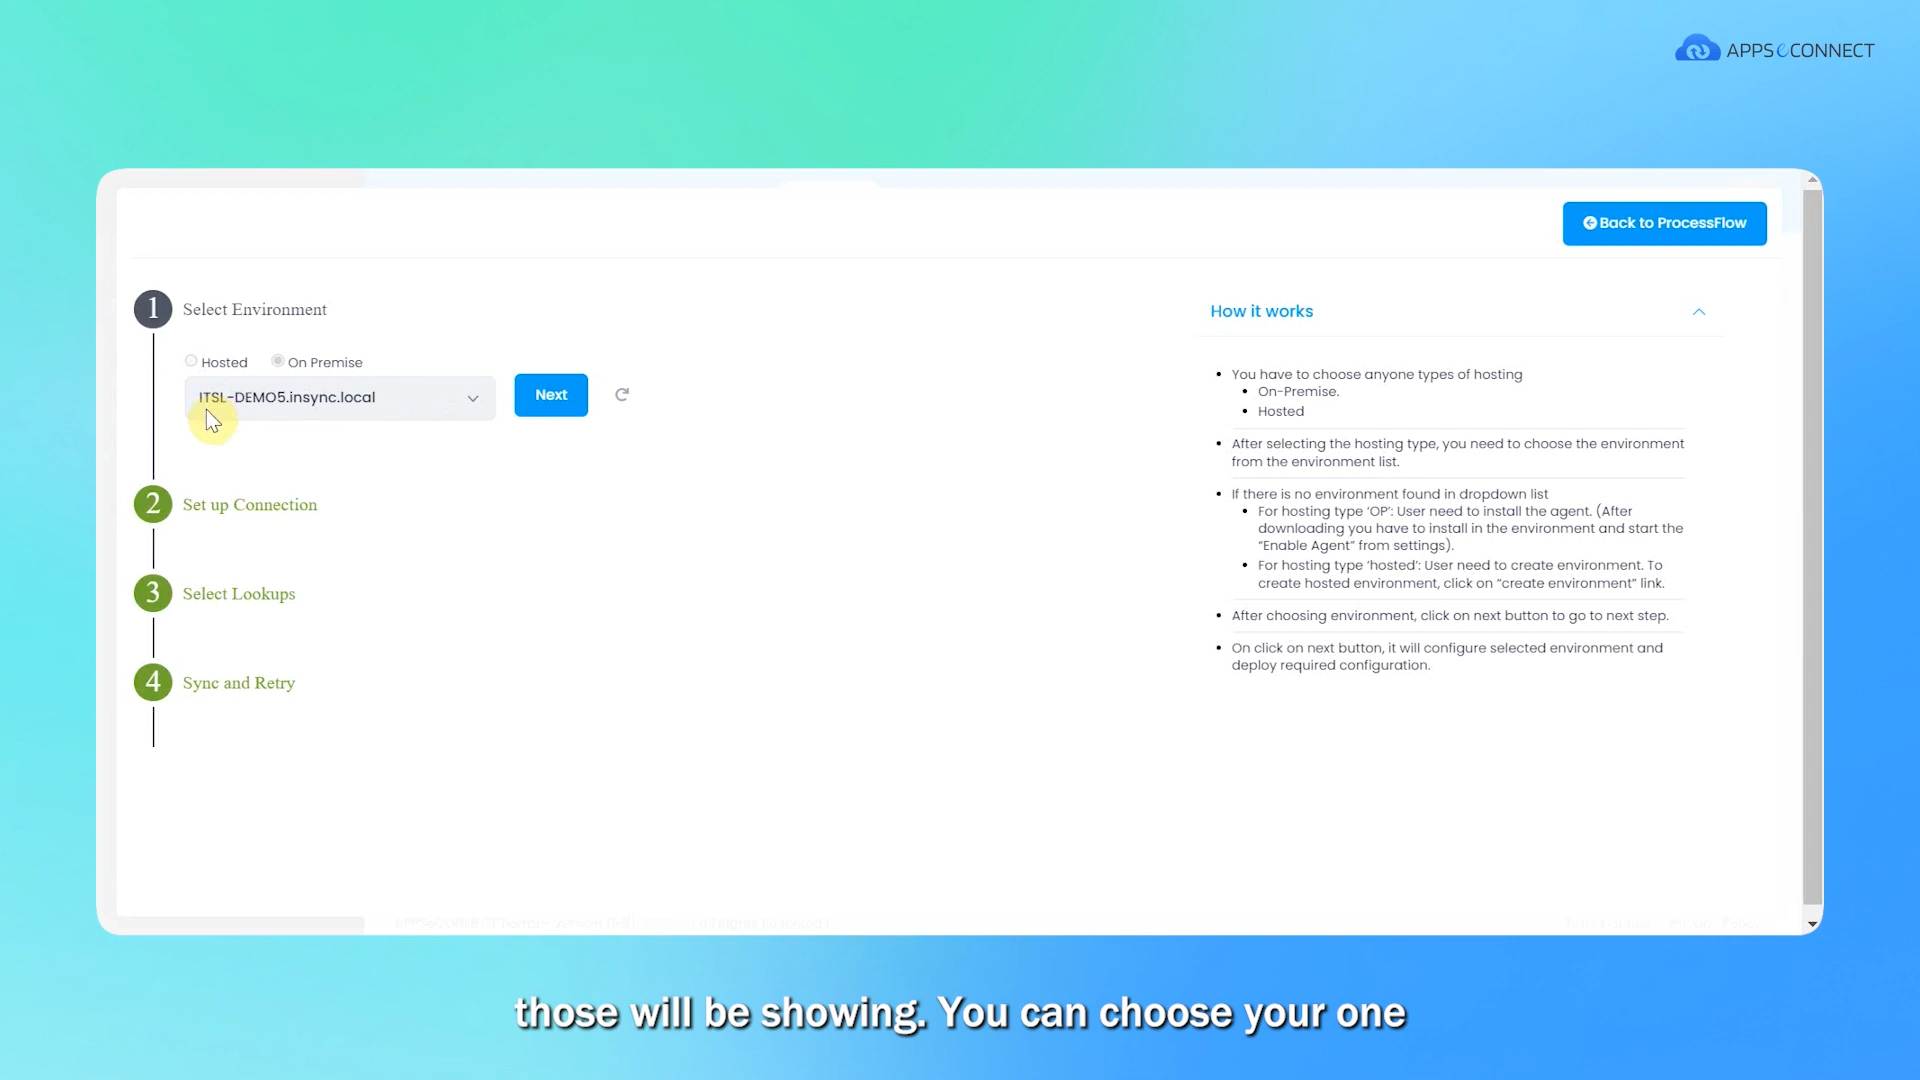 APPSeCONNECT
Back to ProcessFlow
1 Select Environment
Hosted On Premise
ITSL-DEMO5.insync.local
Next
2 Set up Connection
3 Select Lookups
4 Sync and Retry
How it works
• You have to choose anyone types of hosting
• On-Premise.
• Hosted
• After selecting the hosting type, you need to choose the environment
from the environment list.
• If there is no environment found in dropdown list
• For hosting type ‘OP’: User need to install the agent. (After
downloading you have to install in the environment and start the
“Enable Agent” from settings).
• For hosting type ‘hosted’: User need to create environment. To
create hosted environment, click on “create environment” link.
• After choosing environment, click on next button to go to next step.
• On click on next button, it will configure selected environment and
deploy required configuration.
those will be showing. You can choose your one